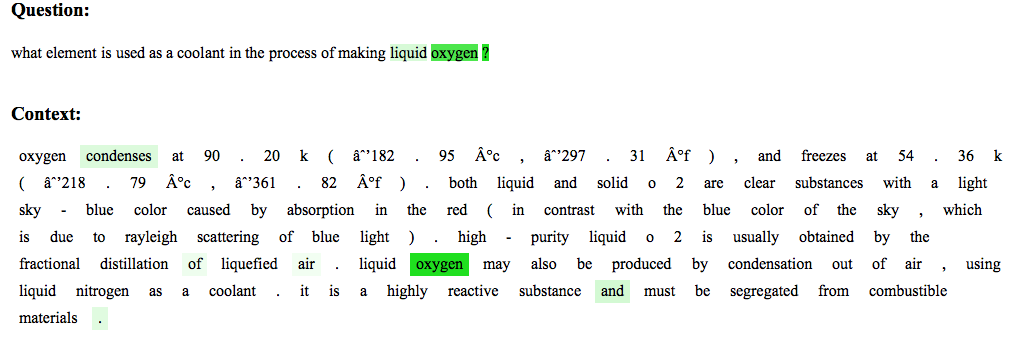 Question:
what element is used as a coolant in the process of making liquid oxygen ?
Context:
oxygen condenses at 90 . 20 k ( âˆ’182 . 95 Â°c , âˆ’297 . 31 Â°f ) , and freezes at 54 . 36 k
( âˆ’218 . 79 Â°c , âˆ’361 . 82 Â°f ) . both liquid and solid o 2 are clear substances with a light
sky - blue color caused by absorption in the red ( in contrast with the blue color of the sky , which
is due to rayleigh scattering of blue light ) . high - purity liquid o 2 is usually obtained by the
fractional distillation of liquefied air . liquid oxygen may also be produced by condensation out of air , using
liquid nitrogen as a coolant . it is a highly reactive substance and must be segregated from combustible
materials .